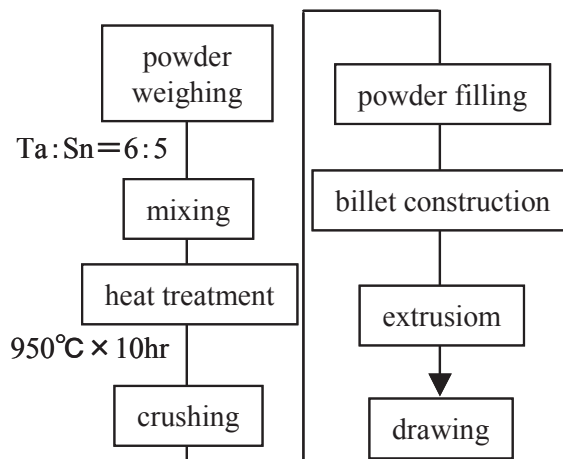 powder
weighing
Ta:Sn=6:5
mixing
heat treatment
950℃×10hr
crushing
powder filling
billet construction
extrusiom
drawing